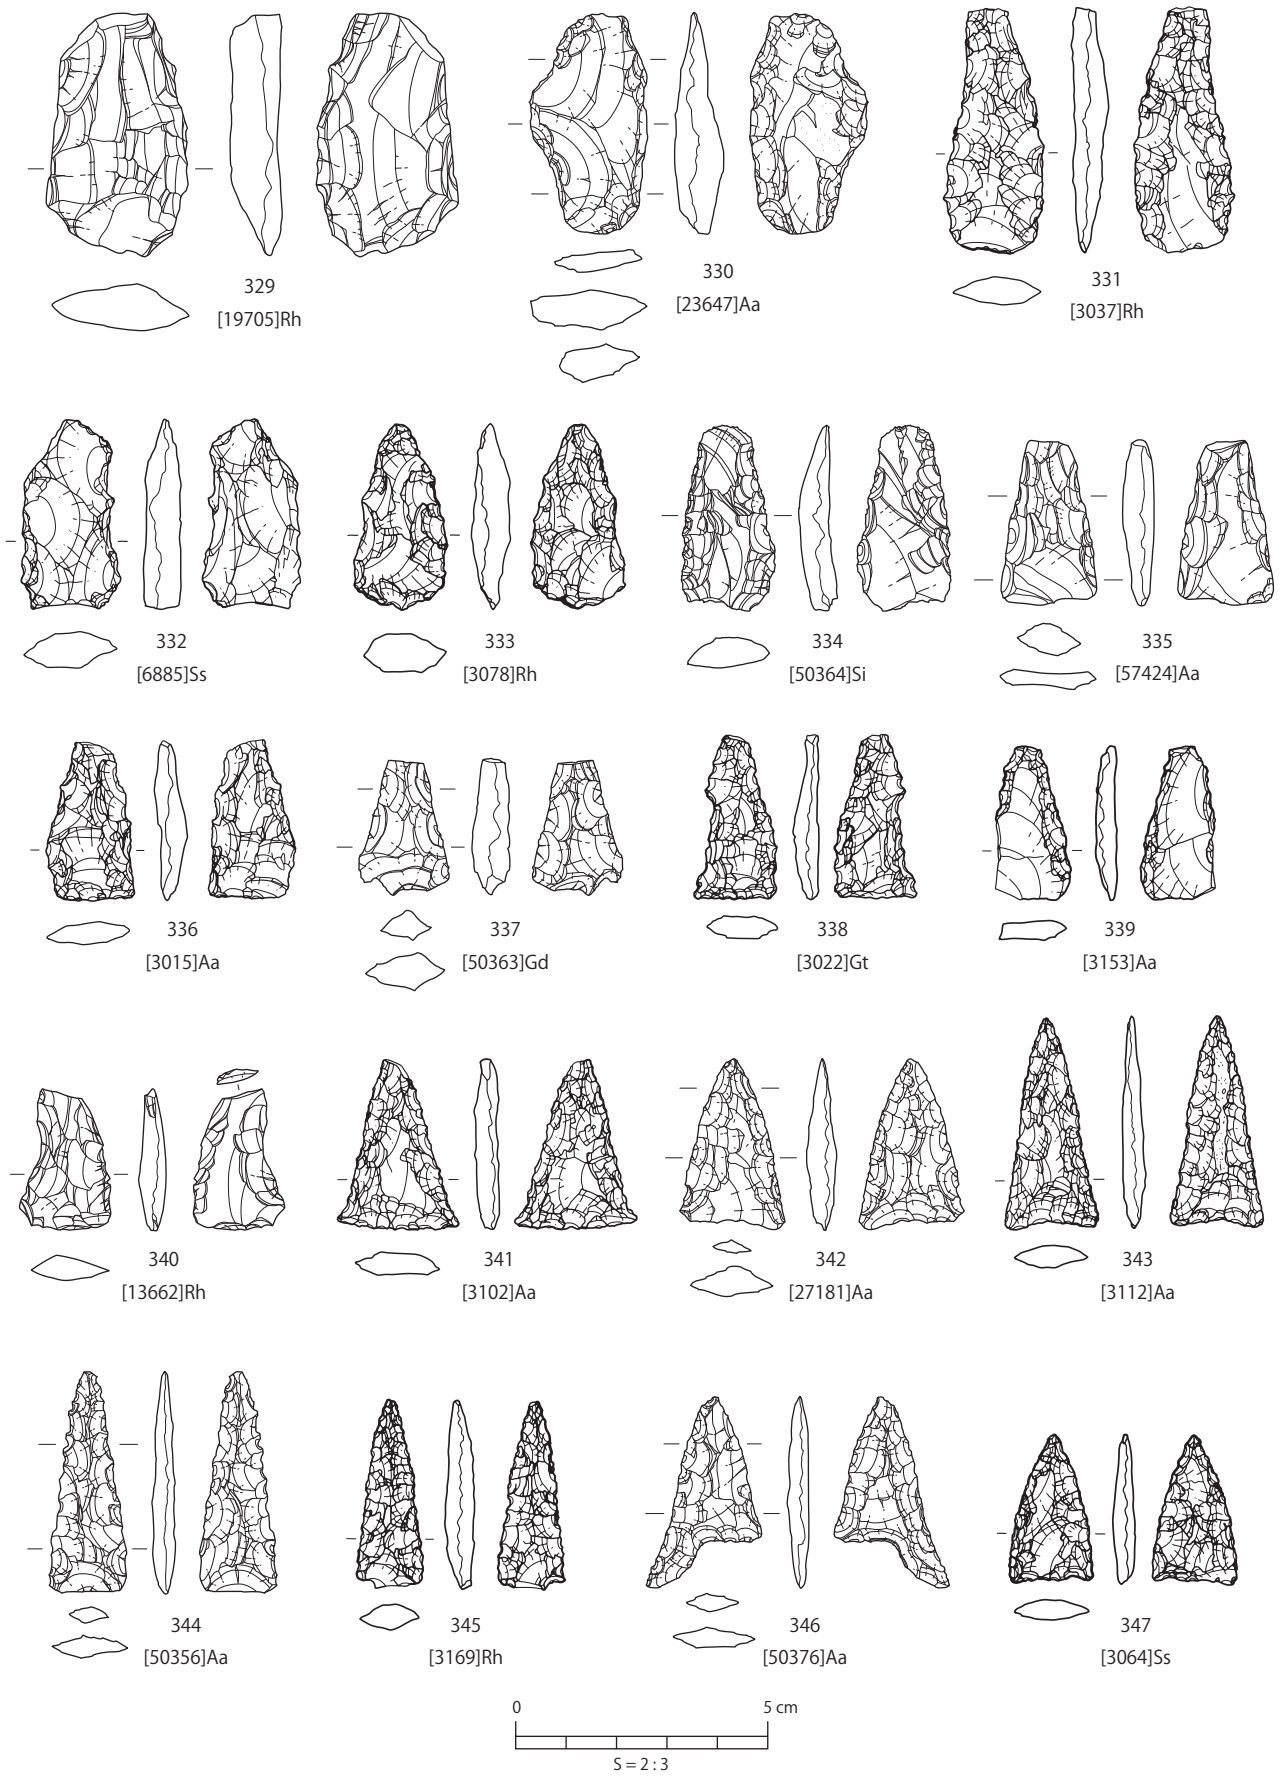 329
[19705]Rh
330
[23647]Aa
331
[3037]Rh
332
[6885]Ss
333
[3078]Rh
334
[50364]Si
335
[57424]Aa
336
[3015]Aa
337
[50363]Gd
338
[3022]Gt
339
[3153]Aa
340
[13662]Rh
341
[3102]Aa
342
[27181]Aa
343
[3112]Aa
344
[50356]Aa
345
[3169]Rh
346
[50376]Aa
347
[3064]Ss
0 5 cm
S = 2 : 3